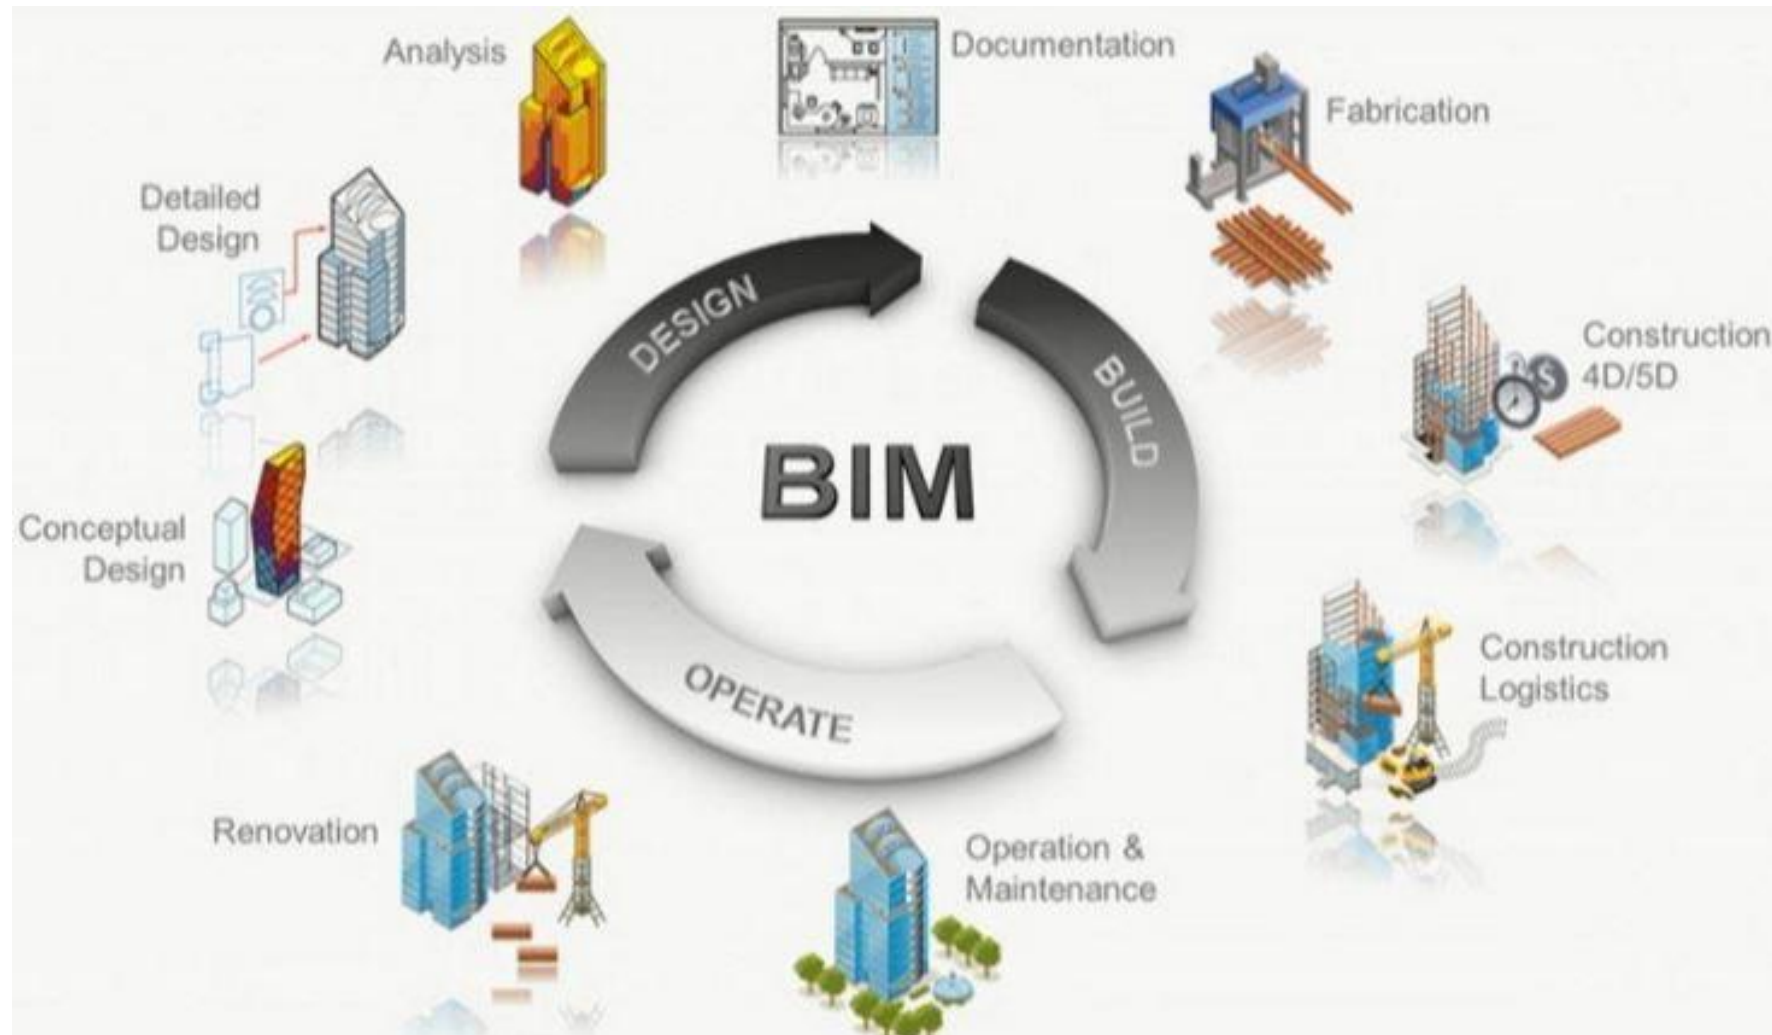 Analysis
Documentation
Fabrication
Detailed
Design
DESIGN
BUILD
Construction
4D/5D
BIM
$
Conceptual
Design
Construction
Logistics
OPERATE
Renovation
Operation &
Maintenance